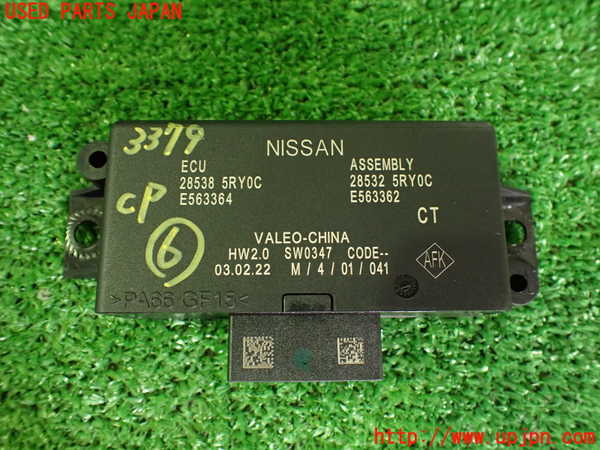 USED PARTS JAPAN
3379
NISSAN
ECU
28538 5RY0C
E563364
ASSEMBLY
28532 5RY0C
E563362
CP
6
CT
VALEO-CHINA
HW2.0 SW0347 CODE--
03.02.22 M/4/01/041
AFK
>PA66 GF15<
http://www.upjpn.com